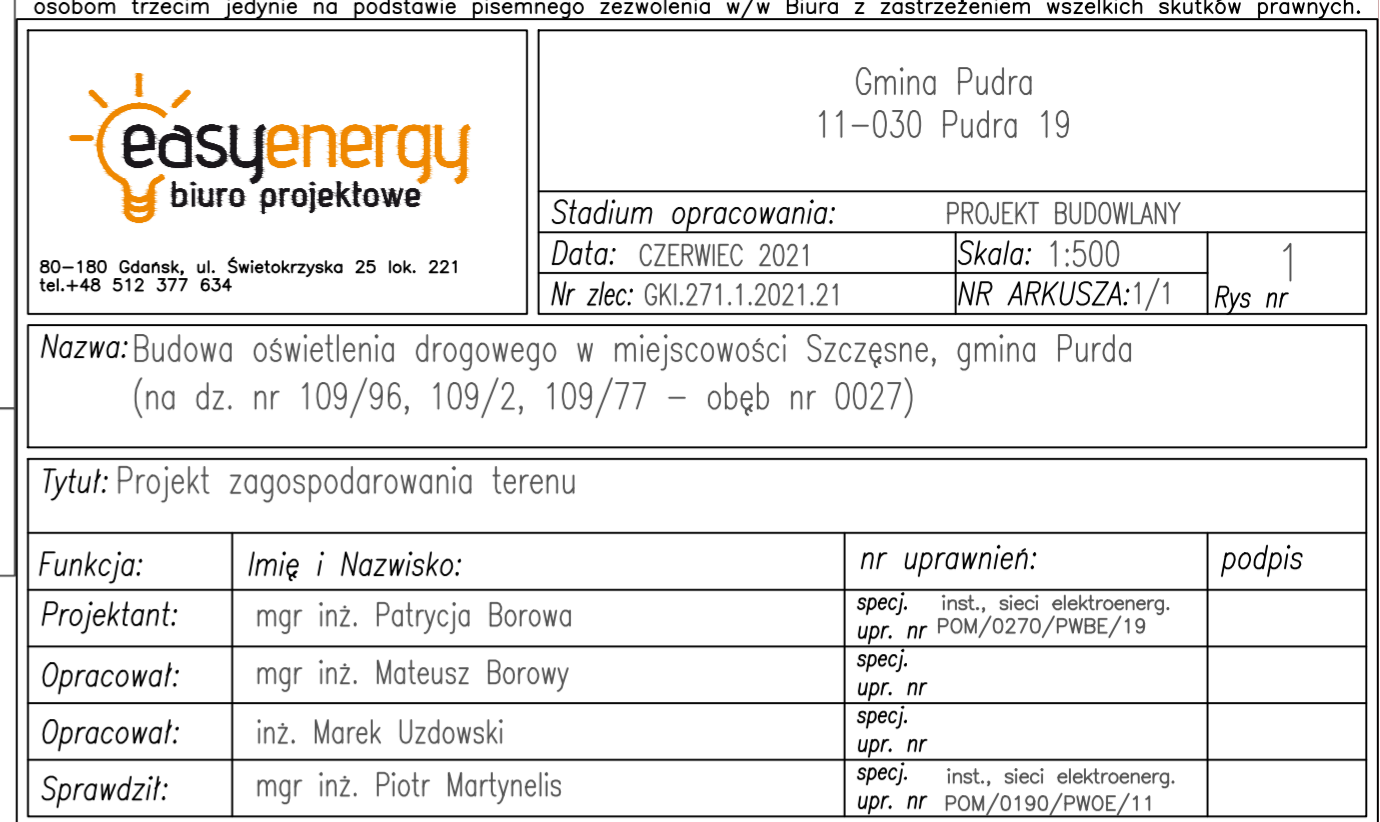 osobom trzecim jedynie na podstawie pisemnego zezwolenia w/w Biura z zastrzeżeniem wszelkich skutków prawnych.
easyenergy
biuro projektowe
80-180 Gdańsk, ul. Świetokrzyska 25 lok. 221
tel.+48 512 377 634
Gmina Pudra
11-030 Pudra 19
Stadium opracowania: PROJEKT BUDOWLANY
Data: CZERWIEC 2021 Skala: 1:500
Nr zlec: GKI.271.1.2021.21 NR ARKUSZA:1/1
1
Rys nr
Nazwa: Budowa oświetlenia drogowego w miejscowości Szczęsne, gmina Purda
(na dz. nr 109/96, 109/2, 109/77 - obęb nr 0027)
Tytuł: Projekt zagospodarowania terenu
Funkcja: Imię i Nazwisko: nr uprawnień: podpis
Projektant: mgr inż. Patrycja Borowa specj. inst., sieci elektroenerg.
upr. nr POM/0270/PWBE/19
Opracował: mgr inż. Mateusz Borowy specj.
upr. nr
Opracował: inż. Marek Uzdowski specj.
upr. nr
Sprawdził: mgr inż. Piotr Martynelis specj. inst., sieci elektroenerg.
upr. nr POM/0190/PWOE/11